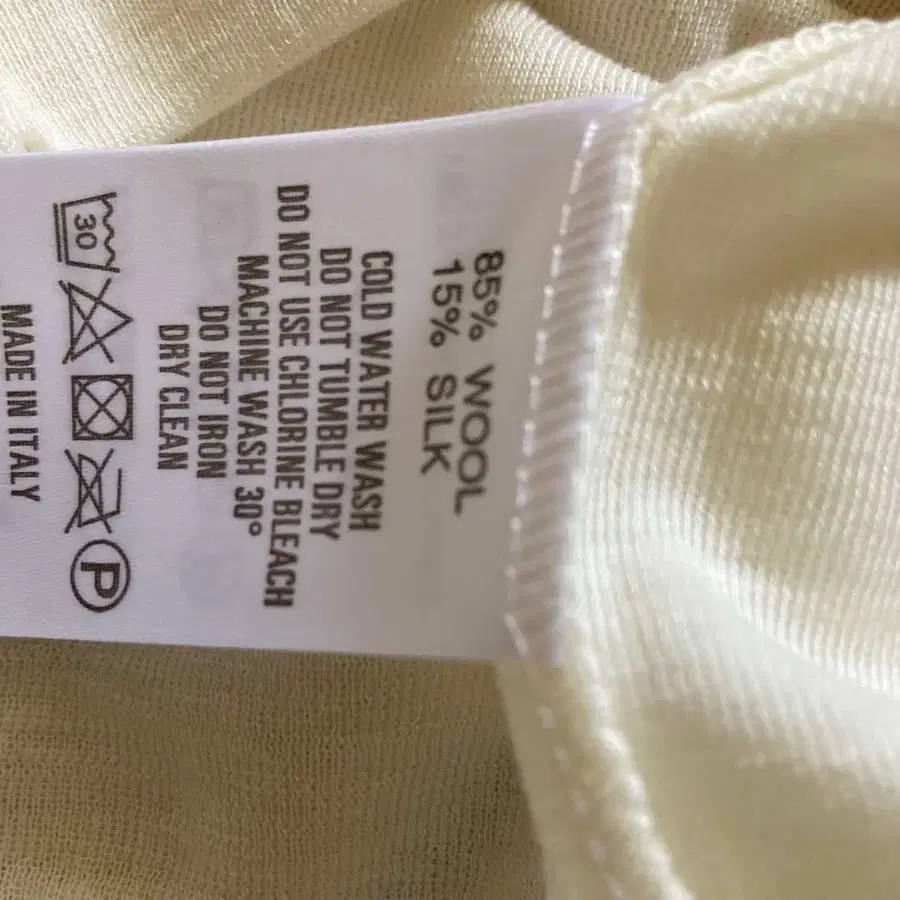 85% WOOL
15% SILK
COLD WATER WASH
DO NOT TUMBLE DRY
DO NOT USE CHLORINE BLEACH
MACHINE WASH 30°
DO NOT IRON
DRY CLEAN
30
P
MADE IN ITALY